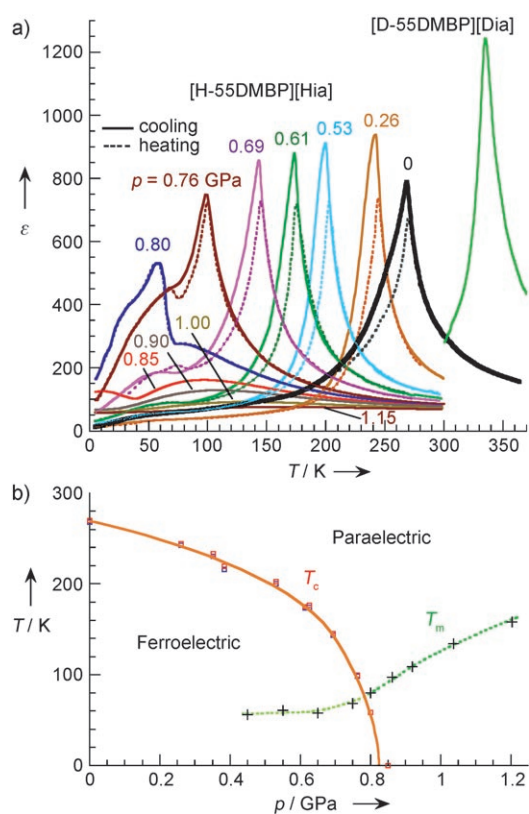 a)
[D-55DMBP][Dia]
[H-55DMBP][Hia]
cooling
heating
0.69
0.61
0.53
0.26
0
p = 0.76 GPa
0.80
1.00
0.90
0.85
1.15
ε
1200
1000
800
600
400
200
0
0 50 100 150 200 250 300 350
T / K
b)
300
200
100
0
T / K
Paraelectric
Tc
Tm
Ferroelectric
0 0.2 0.4 0.6 0.8 1 1.2
p / GPa